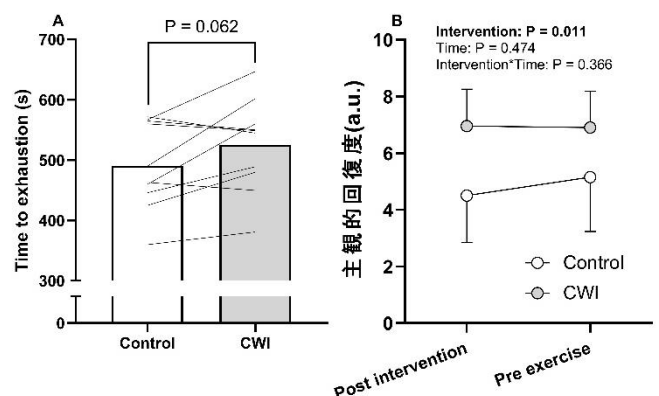 A
P = 0.062
Time to exhaustion (s)
700
600
500
400
300
0
Control
CWI
B
Intervention: P = 0.011
Time: P = 0.474
Intervention*Time: P = 0.366
主観的回復度(a.u.)
10
8
6
4
2
0
Control
CWI
Post intervention
Pre exercise